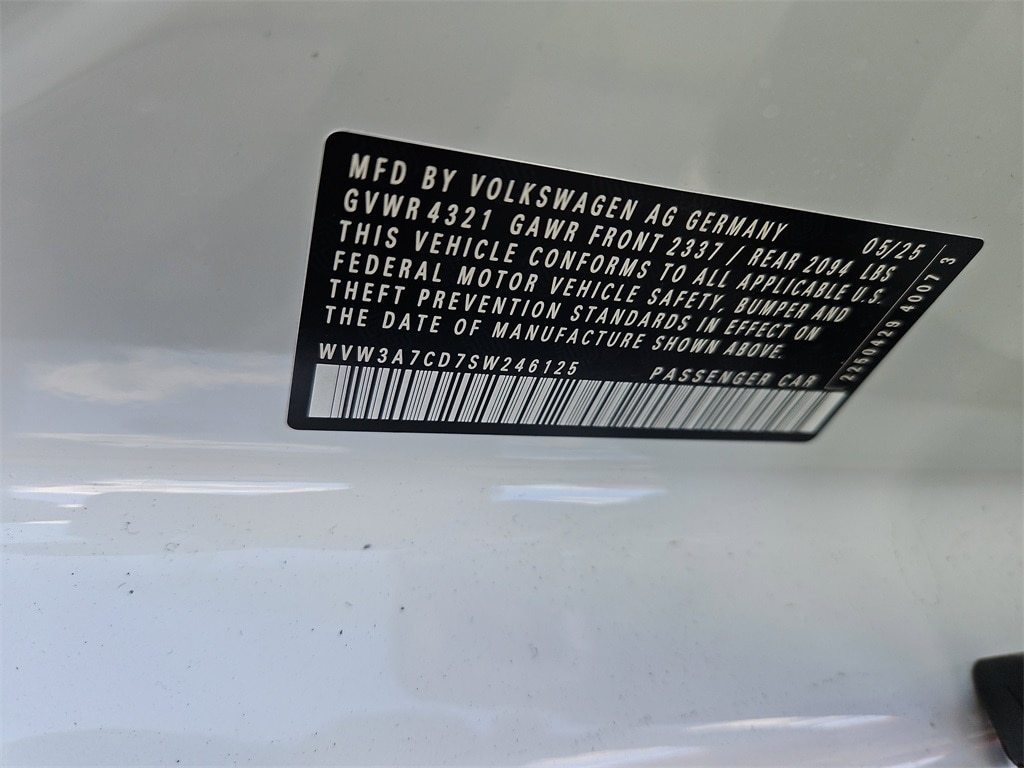 MFD BY VOLKSWAGEN AG GERMANY 05/25
GVWR 4321 GAWR FRONT 2337 / REAR 2094 LBS
THIS VEHICLE CONFORMS TO ALL APPLICABLE U.S.
FEDERAL MOTOR VEHICLE SAFETY, BUMPER AND
THEFT PREVENTION STANDARDS IN EFFECT ON
THE DATE OF MANUFACTURE SHOWN ABOVE.
WVW3A7CD7SW246125 PASSENGER CAR
2250429 4007 3